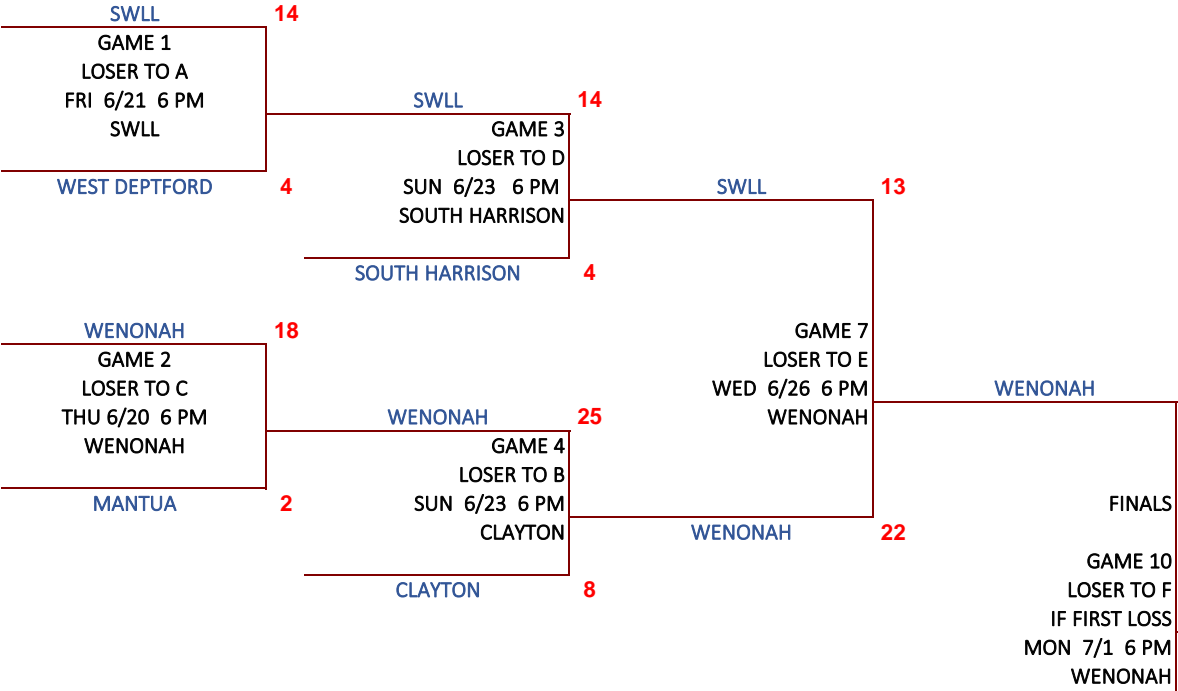 SWLL 14
GAME 1
LOSER TO A
FRI 6/21 6 PM
SWLL
WEST DEPTFORD 4
SWLL 14
GAME 3
LOSER TO D
SUN 6/23 6 PM
SOUTH HARRISON
SOUTH HARRISON 4
WENONAH 18
GAME 2
LOSER TO C
THU 6/20 6 PM
WENONAH
MANTUA 2
WENONAH 25
GAME 4
LOSER TO B
SUN 6/23 6 PM
CLAYTON
CLAYTON 8
SWLL 13
GAME 7
LOSER TO E
WED 6/26 6 PM
WENONAH
WENONAH 22
WENONAH
FINALS
GAME 10
LOSER TO F
IF FIRST LOSS
MON 7/1 6 PM
WENONAH